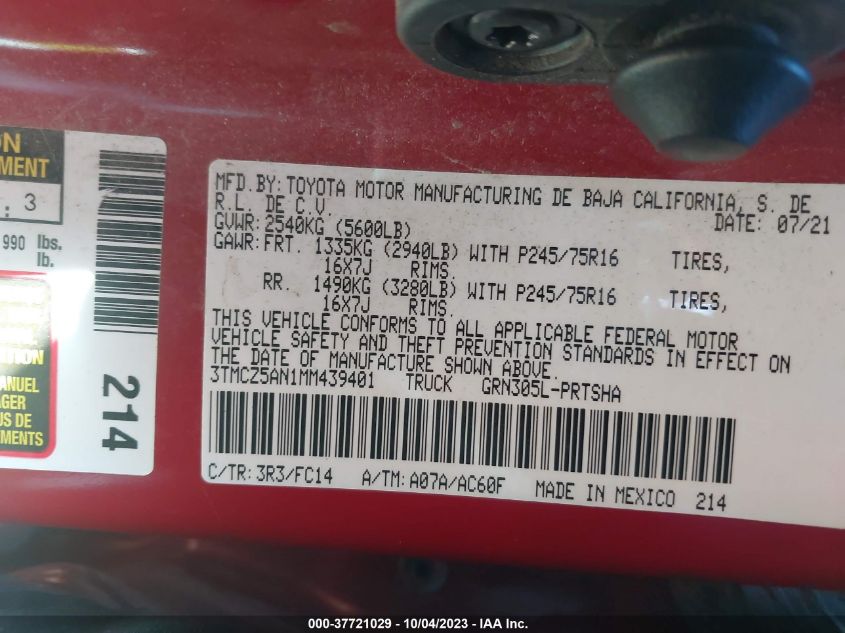 ON
MENT
. 3
990 lbs.
lb.
TION
ANUEL
AGER
US DE
EMENTS
214
MFD.BY: TOYOTA MOTOR MANUFACTURING DE BAJA CALIFORNIA, S. DE
R.L. DE C.V. DATE: 07/21
GVWR: 2540KG (5600LB)
GAWR: FRT. 1335KG (2940LB) WITH P245/75R16 TIRES,
16X7J RIMS.
RR. 1490KG (3280LB) WITH P245/75R16 TIRES,
16X7J RIMS.
THIS VEHICLE CONFORMS TO ALL APPLICABLE FEDERAL MOTOR
VEHICLE SAFETY AND THEFT PREVENTION STANDARDS IN EFFECT ON
THE DATE OF MANUFACTURE SHOWN ABOVE.
3TMCZ5AN1MM439401 TRUCK GRN305L-PRTSHA
C/TR: 3R3/FC14 A/TM: A07A/AC60F MADE IN MEXICO 214
000-37721029 - 10/04/2023 - IAA Inc.